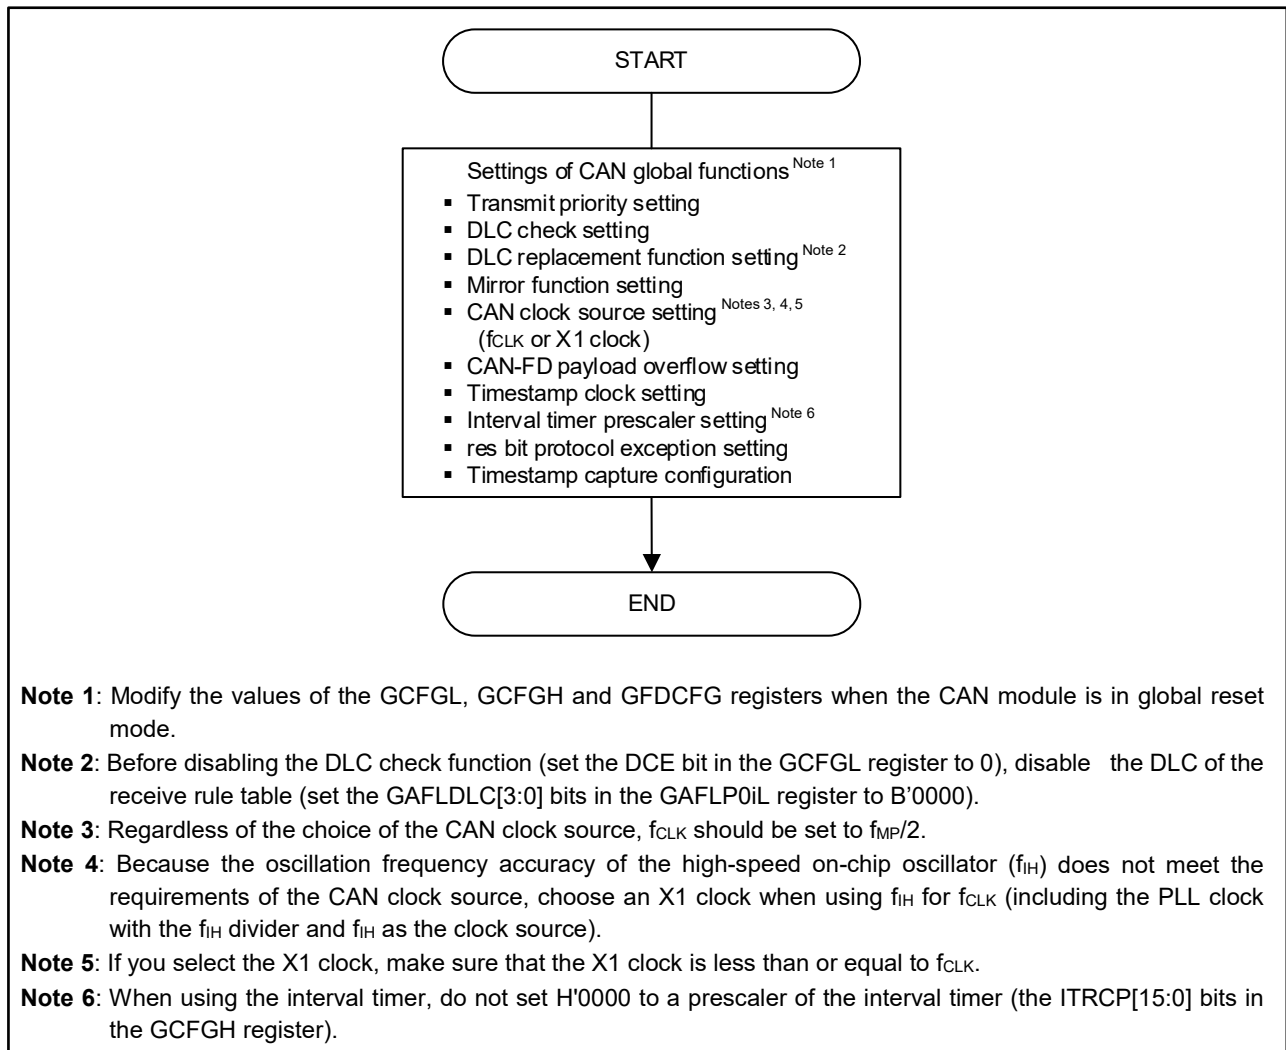 START
Settings of CAN global functions Note 1
▪ Transmit priority setting
▪ DLC check setting
▪ DLC replacement function setting Note 2
▪ Mirror function setting
▪ CAN clock source setting Notes 3, 4, 5
(fCLK or X1 clock)
▪ CAN-FD payload overflow setting
▪ Timestamp clock setting
▪ Interval timer prescaler setting Note 6
▪ res bit protocol exception setting
▪ Timestamp capture configuration
END
Note 1: Modify the values of the GCFGL, GCFGH and GFDCFG registers when the CAN module is in global reset
mode.
Note 2: Before disabling the DLC check function (set the DCE bit in the GCFGL register to 0), disable the DLC of the
receive rule table (set the GAFLDLC[3:0] bits in the GAFLP0iL register to B’0000).
Note 3: Regardless of the choice of the CAN clock source, fCLK should be set to fMP/2.
Note 4: Because the oscillation frequency accuracy of the high-speed on-chip oscillator (fIH) does not meet the
requirements of the CAN clock source, choose an X1 clock when using fIH for fCLK (including the PLL clock
with the fIH divider and fIH as the clock source).
Note 5: If you select the X1 clock, make sure that the X1 clock is less than or equal to fCLK.
Note 6: When using the interval timer, do not set H'0000 to a prescaler of the interval timer (the ITRCP[15:0] bits in
the GCFGH register).